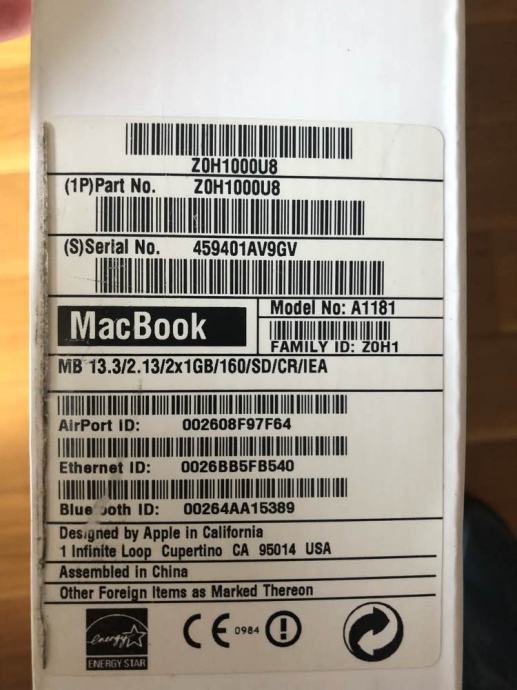 Z0H1000U8
(1P)Part No. Z0H1000U8
(S)Serial No. 459401AV9GV
MacBook
Model No: A1181
FAMILY ID: Z0H1
MB 13.3/2.13/2x1GB/160/SD/CR/IEA
AirPort ID: 002608F97F64
Ethernet ID: 0026BB5FB540
Bluetooth ID: 00264AA15389
Designed by Apple in California
1 Infinite Loop Cupertino CA 95014 USA
Assembled in China
Other Foreign Items as Marked Thereon
energy
ENERGY STAR
CE 0984